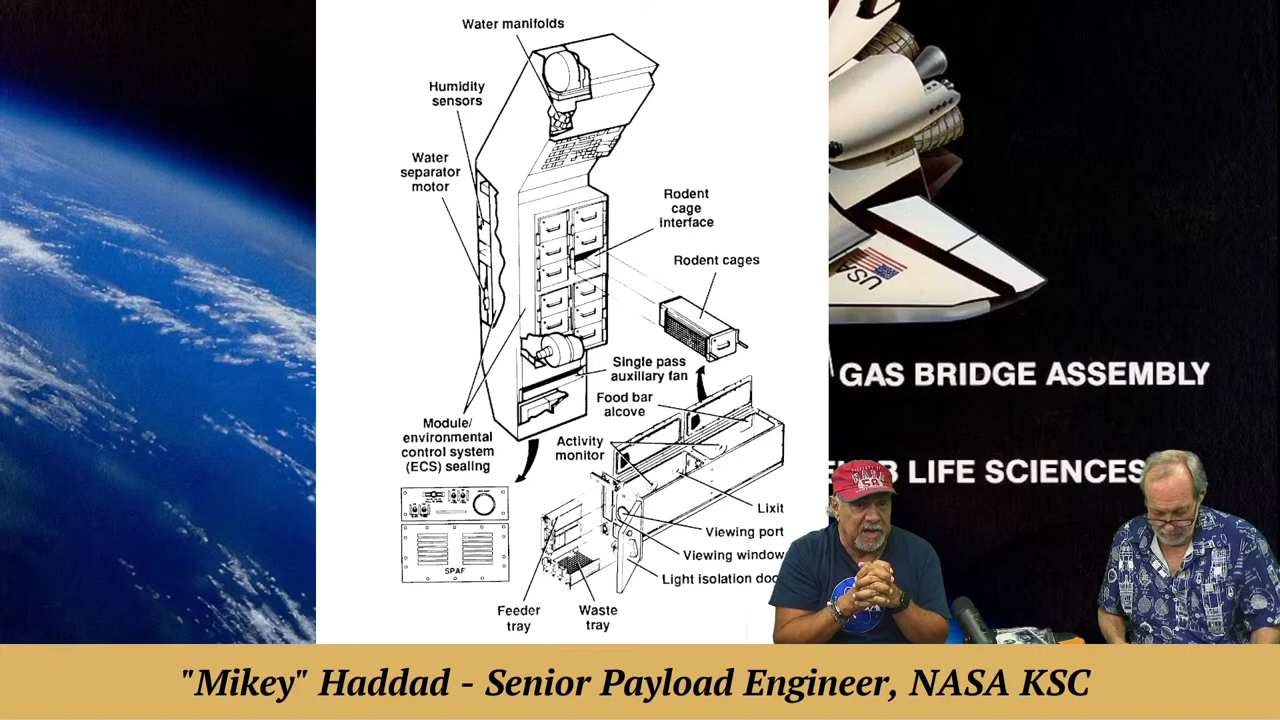 Water manifolds
Humidity
sensors
Water
separator
motor
Rodent
cage
interface
Rodent cages
Single pass
auxiliary fan
Food bar
alcove
Module/
environmental
control system
(ECS) sealing
Activity
monitor
Lixit
Viewing port
Viewing window
Light isolation
SPAF
Feeder
tray
Waste
tray
USA
GAS BRIDGE ASSEMBLY
B LIFE SCIENCES
"Mikey" Haddad - Senior Payload Engineer, NASA KSC